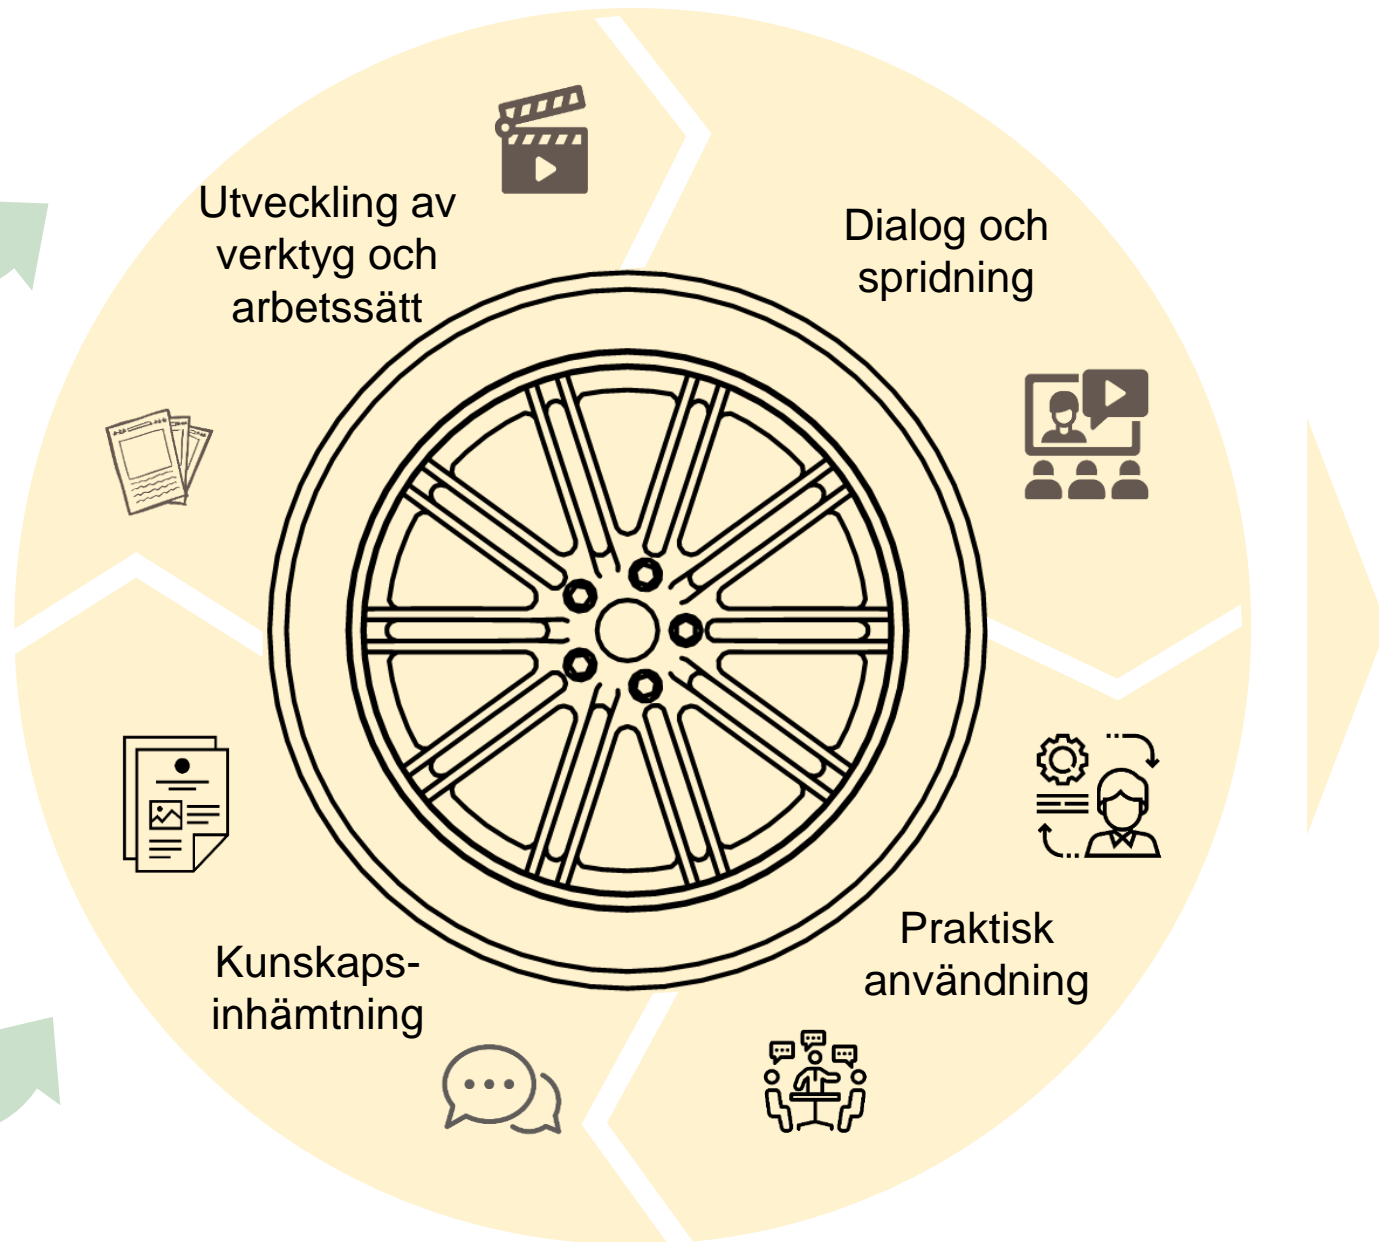 Utveckling av
verktyg och
arbetssätt
Dialog och
spridning
Praktisk
användning
Kunskaps-
inhämtning